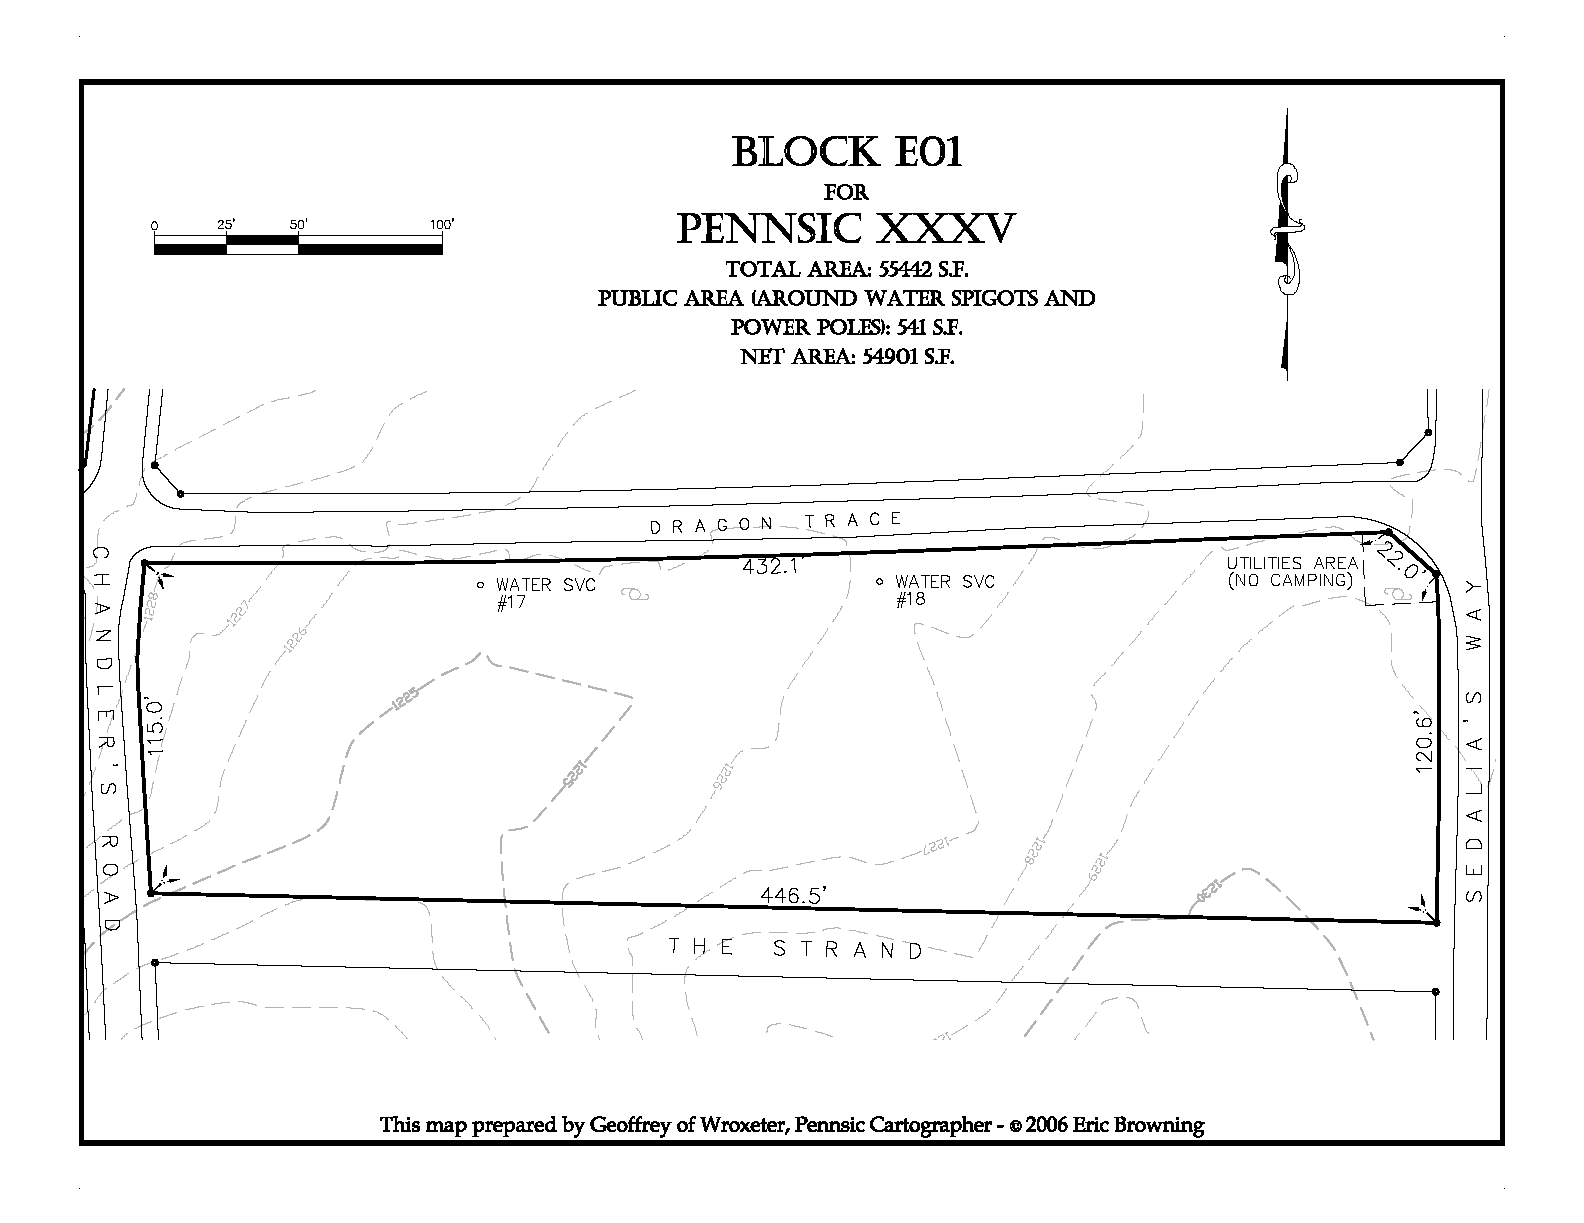 BLOCK E01
FOR
PENNSIC XXXV
TOTAL AREA: 55442 S.F.
PUBLIC AREA (AROUND WATER SPIGOTS AND
POWER POLES): 541 S.F.
NET AREA: 54901 S.F.
0 25' 50' 100'
DRAGON TRACE
432.1'
22.0'
UTILITIES AREA
(NO CAMPING)
WATER SVC
#17
WATER SVC
#18
CHANDLER'S ROAD
SEDALIA'S WAY
1228
1227
1226
1225
115.0'
120.6'
1225
1226
1227
1228
1229
1230
446.5'
THE STRAND
This map prepared by Geoffrey of Wroxeter, Pennsic Cartographer - © 2006 Eric Browning